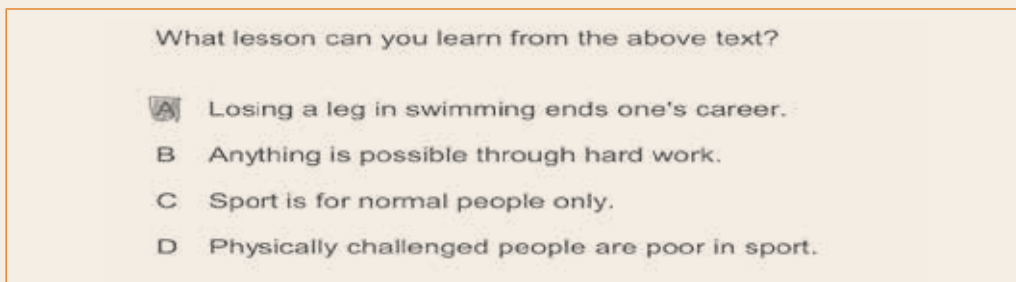 What lesson can you learn from the above text?
A Losing a leg in swimming ends one's career.
B Anything is possible through hard work.
C Sport is for normal people only.
D Physically challenged people are poor in sport.